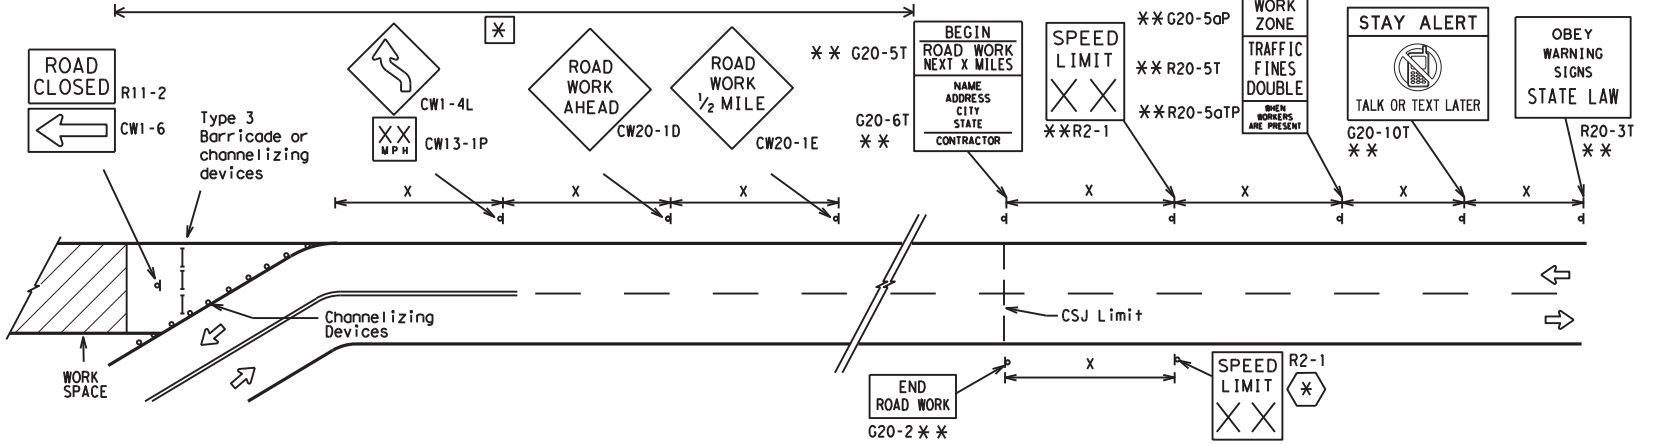 ROAD
CLOSED
R11-2
CW1-6
Type 3
Barricade or
channelizing
devices
CW1-4L
XX
MPH
CW13-1P
*
ROAD
WORK
AHEAD
CW20-1D
ROAD
WORK
1/2 MILE
CW20-1E
** G20-5T
BEGIN
ROAD WORK
NEXT X MILES
NAME
ADDRESS
CITY
STATE
CONTRACTOR
G20-6T
**
SPEED
LIMIT
XX
**R2-1
**G20-5aP
**R20-5T
**R20-5aTP
WORK
ZONE
TRAFFIC
FINES
DOUBLE
WHEN
WORKERS
ARE PRESENT
STAY ALERT
TALK OR TEXT LATER
G20-10T
**
OBEY
WARNING
SIGNS
STATE LAW
R20-3T
**
X
X
X
X
X
X
X
Channelizing
Devices
CSJ Limit
WORK
SPACE
X
END
ROAD WORK
G20-2 **
SPEED
LIMIT
XX
R2-1
*